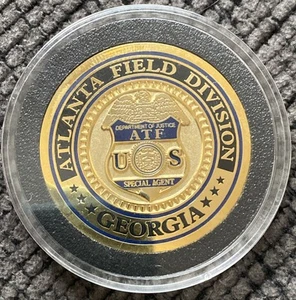 ATLANTA FIELD DIVISION
DEPARTMENT OF JUSTICE
ATF
U S
SPECIAL AGENT
GEORGIA